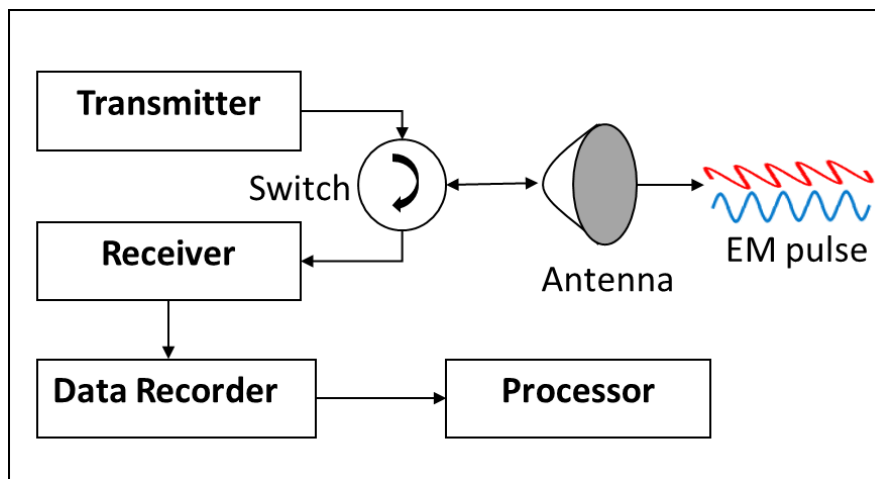 Transmitter
Switch
Receiver
Antenna
EM pulse
Data Recorder
Processor